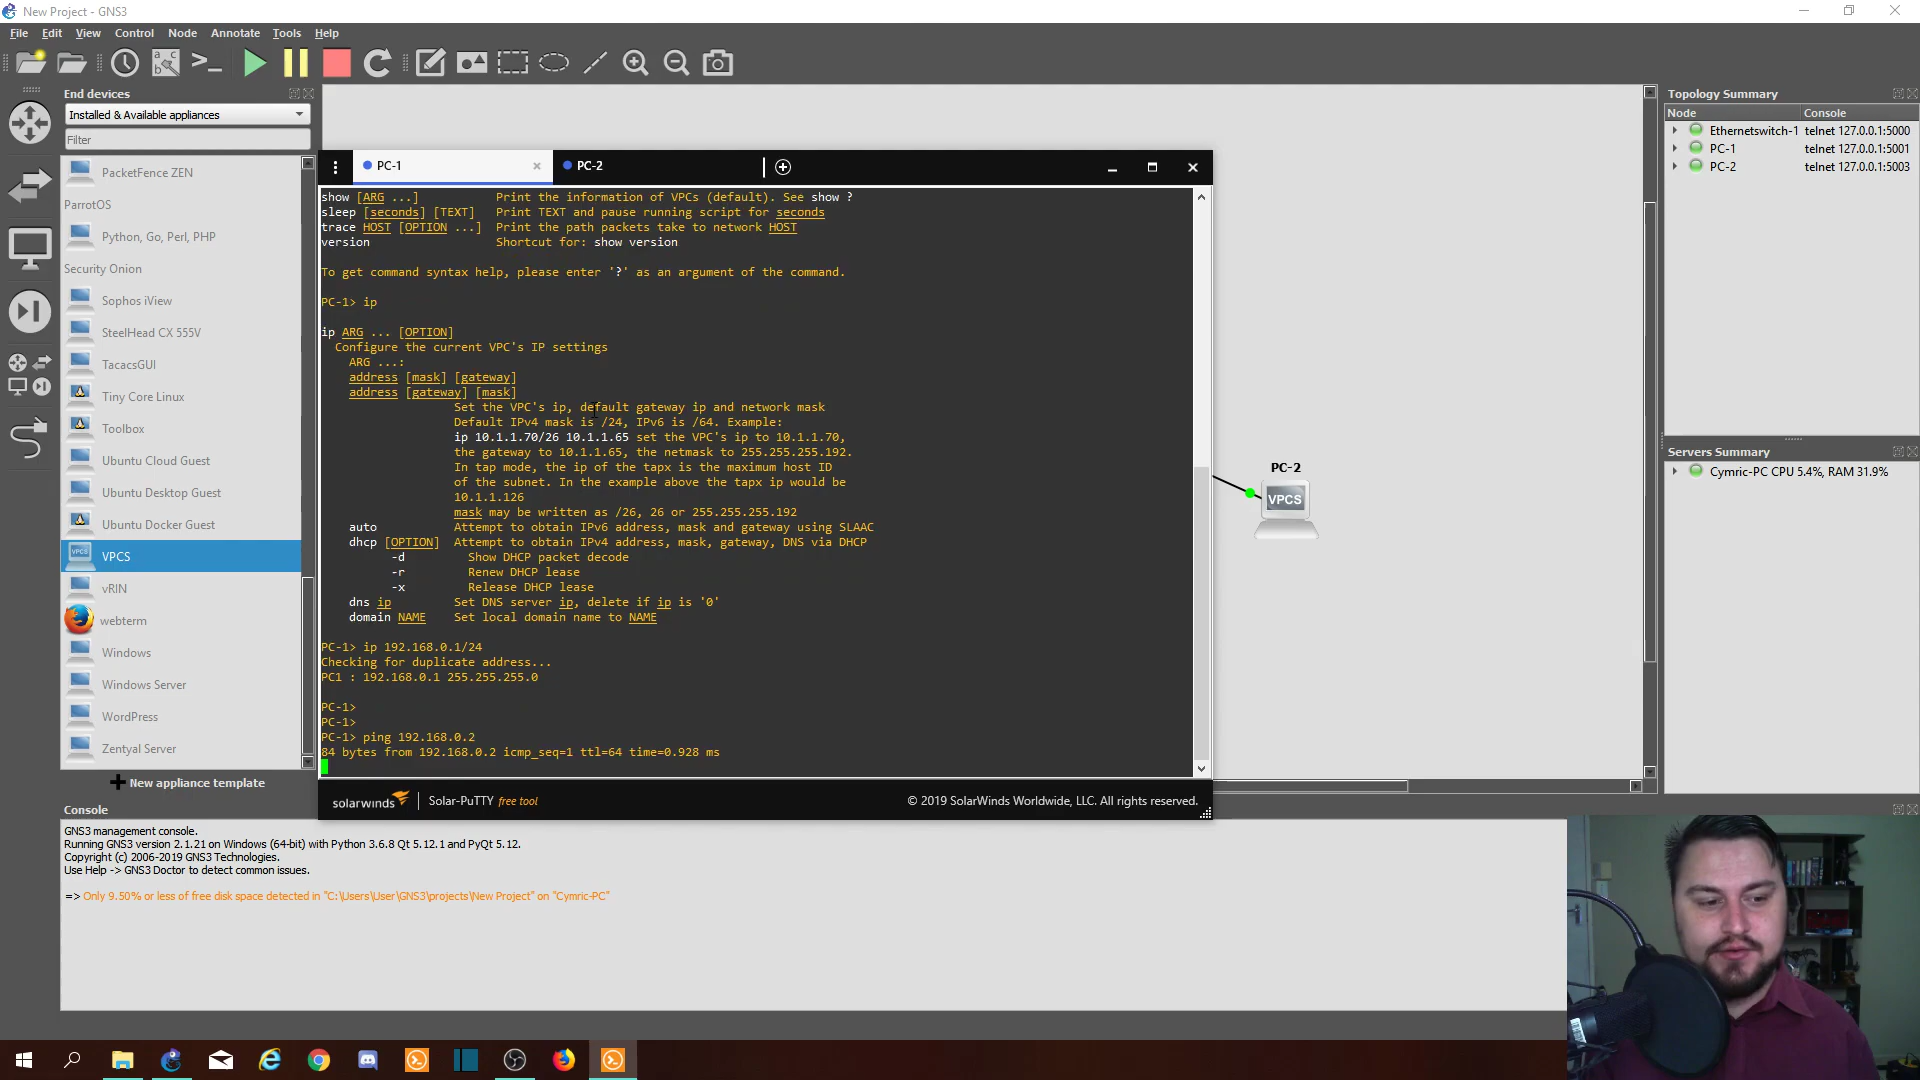 New Project - GNS3
File Edit View Control Node Annotate Tools Help
End devices
Installed & Available appliances
Filter
PacketFence ZEN
ParrotOS
Python, Go, Perl, PHP
Security Onion
Sophos iView
SteelHead CX 555V
TacacsGUI
Tiny Core Linux
Toolbox
Ubuntu Cloud Guest
Ubuntu Desktop Guest
Ubuntu Docker Guest
VPCS
vRIN
webterm
Windows
Windows Server
WordPress
Zentyal Server
New appliance template
PC-1
PC-2
show [ARG ...] Print the information of VPCs (default). See show ?
sleep [seconds] [TEXT] Print TEXT and pause running script for seconds
trace HOST [OPTION ...] Print the path packets take to network HOST
version Shortcut for: show version
To get command syntax help, please enter '?' as an argument of the command.
PC-1> ip
ip ARG ... [OPTION]
Configure the current VPC's IP settings
ARG ...:
address [mask] [gateway]
address [gateway] [mask]
Set the VPC's ip, default gateway ip and network mask
Default IPv4 mask is /24, IPv6 is /64. Example:
ip 10.1.1.70/26 10.1.1.65 set the VPC's ip to 10.1.1.70,
the gateway to 10.1.1.65, the netmask to 255.255.255.192.
In tap mode, the ip of the tapx is the maximum host ID
of the subnet. In the example above the tapx ip would be
10.1.1.126
mask may be written as /26, 26 or 255.255.255.192
auto Attempt to obtain IPv6 address, mask and gateway using SLAAC
dhcp [OPTION] Attempt to obtain IPv4 address, mask, gateway, DNS via DHCP
-d Show DHCP packet decode
-r Renew DHCP lease
-x Release DHCP lease
dns ip Set DNS server ip, delete if ip is '0'
domain NAME Set local domain name to NAME
PC-1> ip 192.168.0.1/24
Checking for duplicate address...
PC1 : 192.168.0.1 255.255.255.0
PC-1>
PC-1>
PC-1> ping 192.168.0.2
84 bytes from 192.168.0.2 icmp_seq=1 ttl=64 time=0.928 ms
solarwinds Solar-PuTTY free tool
© 2019 SolarWinds Worldwide, LLC. All rights reserved.
PC-2
VPCS
Topology Summary
Node Console
Ethernetswitch-1 telnet 127.0.0.1:5000
PC-1 telnet 127.0.0.1:5001
PC-2 telnet 127.0.0.1:5003
Servers Summary
Cymric-PC CPU 5.4%, RAM 31.9%
Console
GNS3 management console.
Running GNS3 version 2.1.21 on Windows (64-bit) with Python 3.6.8 Qt 5.12.1 and PyQt 5.12.
Copyright (c) 2006-2019 GNS3 Technologies.
Use Help -> GNS3 Doctor to detect common issues.
=> Only 9.50% or less of free disk space detected in "C:\Users\User\GNS3\projects\New Project" on "Cymric-PC"